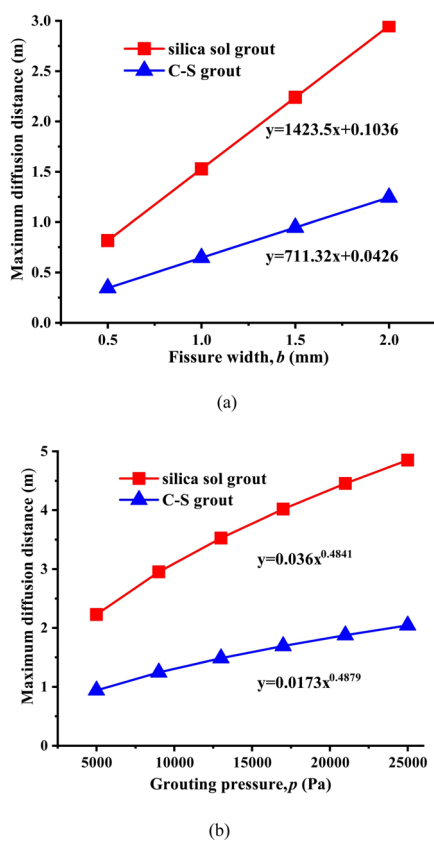 3.0
2.5
2.0
1.5
1.0
0.5
0.0
Maximum diffusion distance (m)
silica sol grout
C-S grout
y=1423.5x+0.1036
y=711.32x+0.0426
0.5 1.0 1.5 2.0
Fissure width, b (mm)
(a)
5
4
3
2
1
0
Maximum diffusion distance (m)
silica sol grout
C-S grout
y=0.036x^0.4841
y=0.0173x^0.4879
5000 10000 15000 20000 25000
Grouting pressure, p (Pa)
(b)